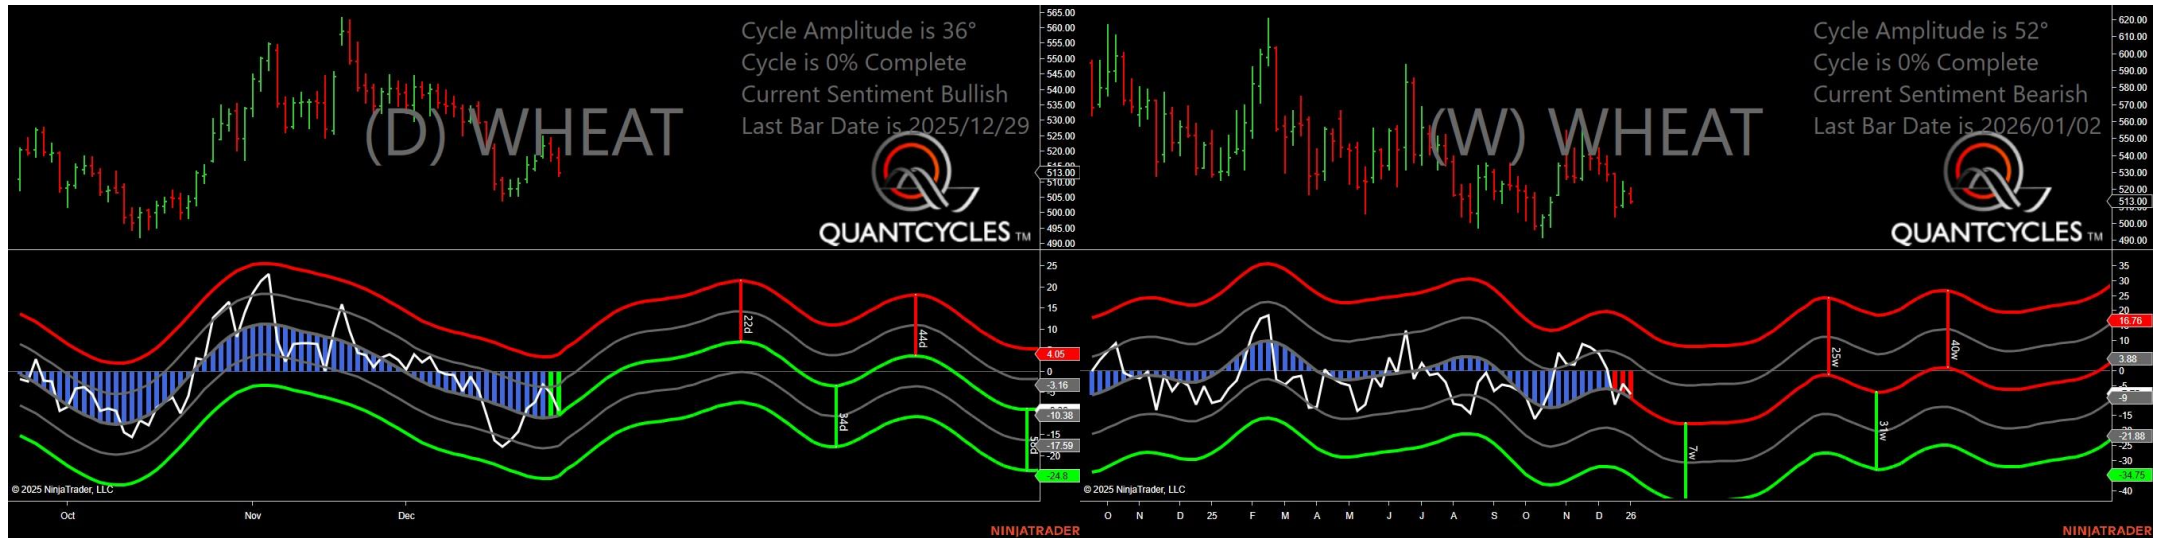 Cycle Amplitude is 36°
Cycle is 0% Complete
Current Sentiment Bullish
Last Bar Date is 2025/12/29
(D) WHEAT
QUANTCYCLES TM
565.00
560.00
555.00
550.00
545.00
540.00
535.00
530.00
525.00
520.00
513.00
510.00
505.00
500.00
495.00
490.00
25
20
15
10
4.05
0
-3.16
-5
-10.38
-15
-17.59
-20
-24.8
22d
34d
44d
58d
© 2025 NinjaTrader, LLC
Oct Nov Dec
NINJATRADER
Cycle Amplitude is 52°
Cycle is 0% Complete
Current Sentiment Bearish
Last Bar Date is 2026/01/02
(W) WHEAT
QUANTCYCLES TM
620.00
610.00
600.00
590.00
580.00
570.00
560.00
550.00
540.00
530.00
520.00
513.00
500.00
490.00
35
30
25
20
16.76
10
3.88
0
-5
-9
-15
-21.88
-25
-30
-34.75
-40
7w
25w
31w
40w
© 2025 NinjaTrader, LLC
O N D 25 F M A M J J A S O N D 26
NINJATRADER